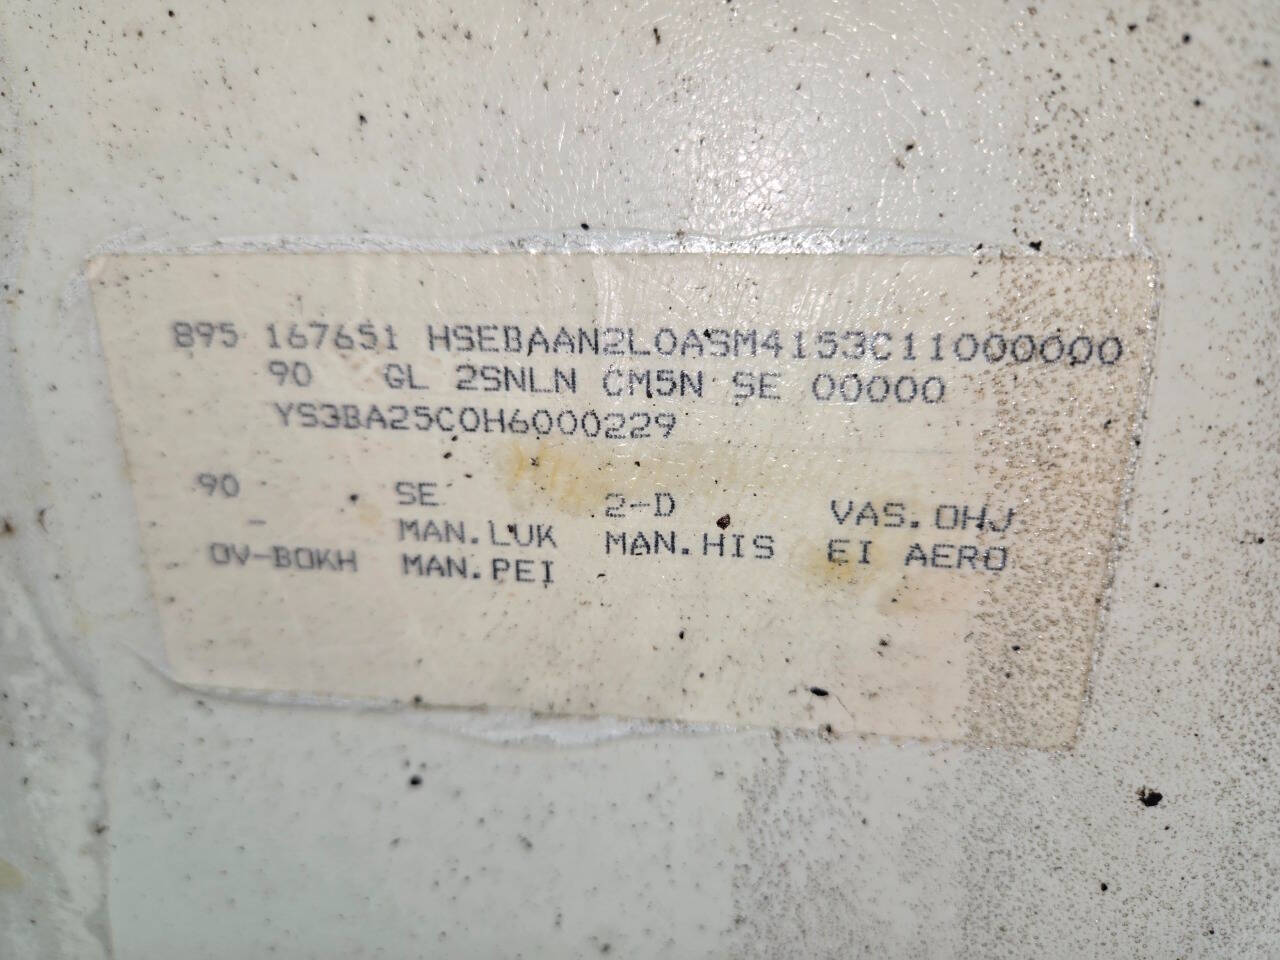 895 167651 HSEBAAN2L0ASM4153C11000000
90 GL 2SNLN CM5N SE 00000
YS3BA25C0H6000229
90 SE 2-D VAS.OHJ
- MAN.LUK MAN.HIS EI AERO
OV-BOKH MAN.PEI